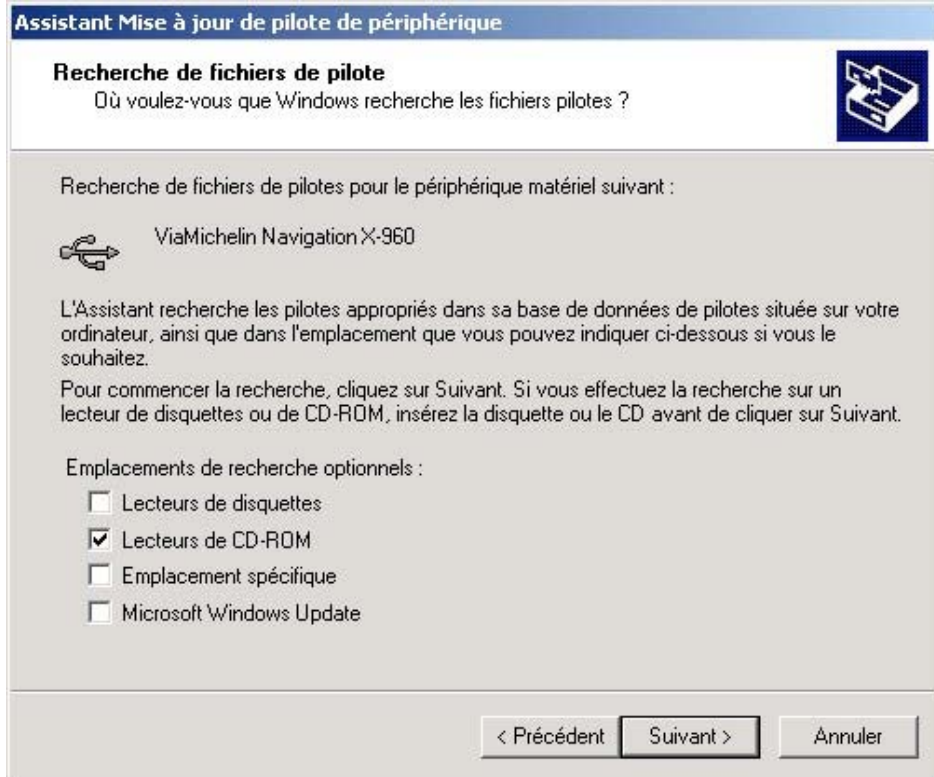 Assistant Mise à jour de pilote de périphérique
Recherche de fichiers de pilote
Où voulez-vous que Windows recherche les fichiers pilotes ?
Recherche de fichiers de pilotes pour le périphérique matériel suivant :
ViaMichelin Navigation X-960
L'Assistant recherche les pilotes appropriés dans sa base de données de pilotes située sur votre
ordinateur, ainsi que dans l'emplacement que vous pouvez indiquer ci-dessous si vous le
souhaitez.
Pour commencer la recherche, cliquez sur Suivant. Si vous effectuez la recherche sur un
lecteur de disquettes ou de CD-ROM, insérez la disquette ou le CD avant de cliquer sur Suivant.
Emplacements de recherche optionnels :
Lecteurs de disquettes
Lecteurs de CD-ROM
Emplacement spécifique
Microsoft Windows Update
< Précédent Suivant > Annuler